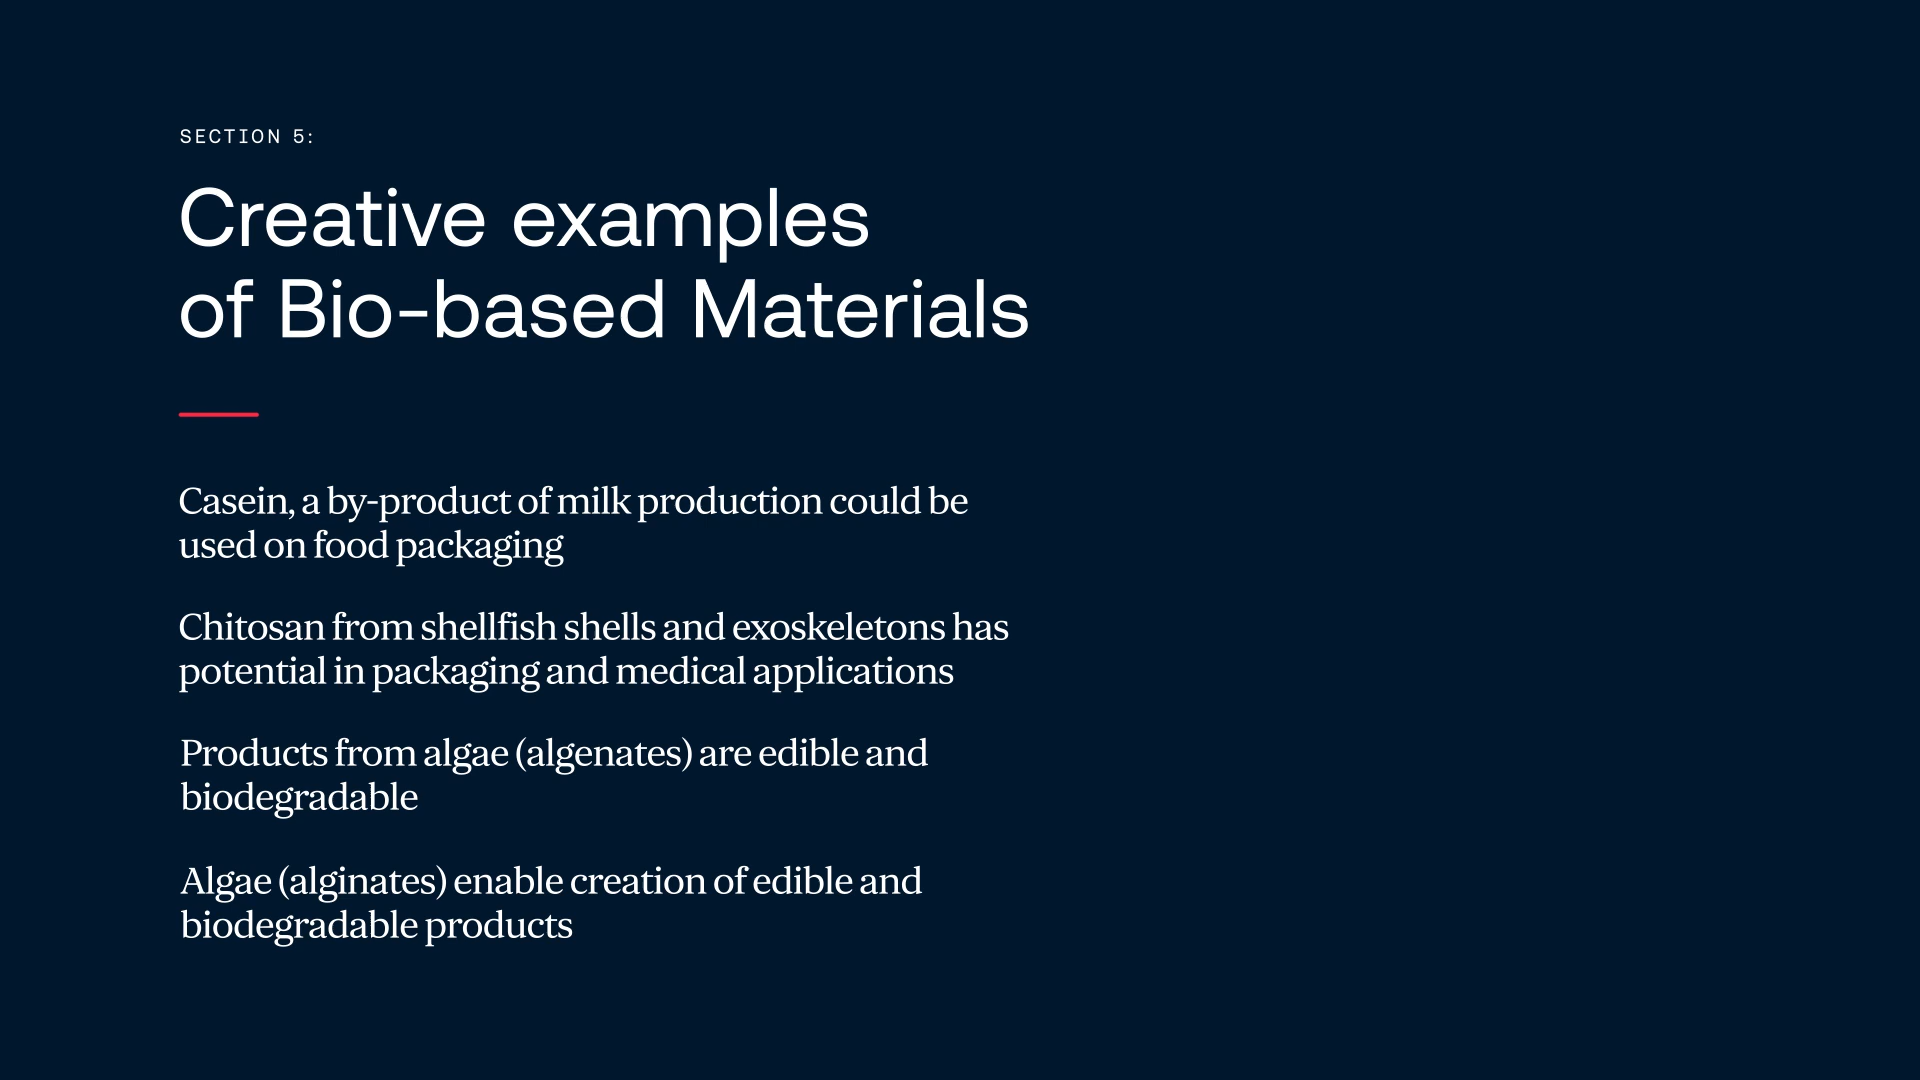 SECTION 5:
Creative examples
of Bio-based Materials
Casein, a by-product of milk production could be
used on food packaging
Chitosan from shellfish shells and exoskeletons has
potential in packaging and medical applications
Products from algae (algenates) are edible and
biodegradable
Algae (alginates) enable creation of edible and
biodegradable products